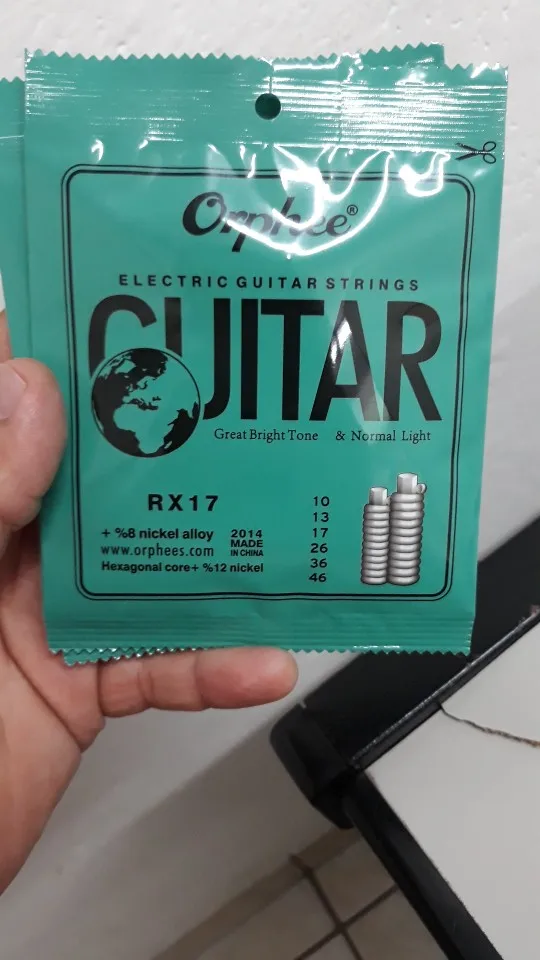 Orphee®
ELECTRIC GUITAR STRINGS
GUITAR
Great Bright Tone & Normal Light
RX17
+ %8 nickel alloy
www.orphees.com
Hexagonal core+ %12 nickel
2014
MADE
IN CHINA
10
13
17
26
36
46